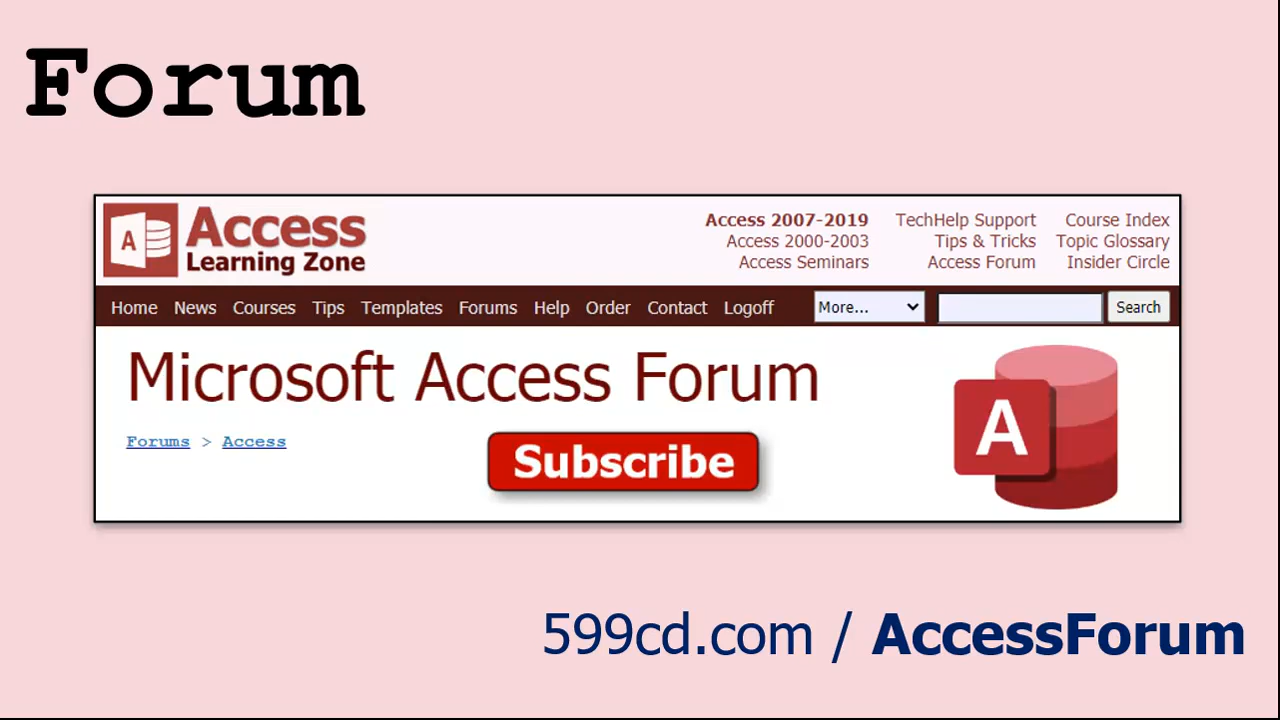 Forum
A
Access
Learning Zone
Access 2007-2019 TechHelp Support Course Index
Access 2000-2003 Tips & Tricks Topic Glossary
Access Seminars Access Forum Insider Circle
Home News Courses Tips Templates Forums Help Order Contact Logoff More... Search
Microsoft Access Forum
Forums > Access
Subscribe
A
599cd.com / AccessForum